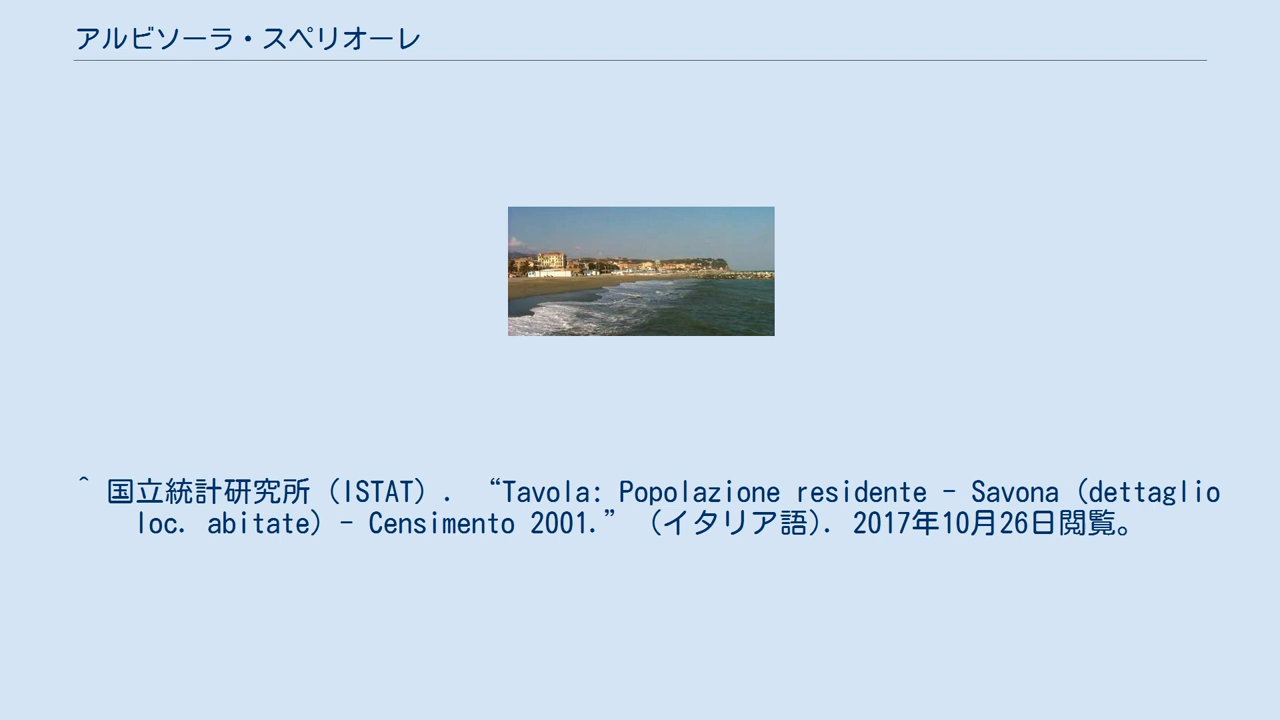 アルビソーラ・スペリオーレ
^ 国立統計研究所（ISTAT）. “Tavola: Popolazione residente - Savona (dettaglio
loc. abitate) - Censimento 2001.” （イタリア語）. 2017年10月26日閲覧。